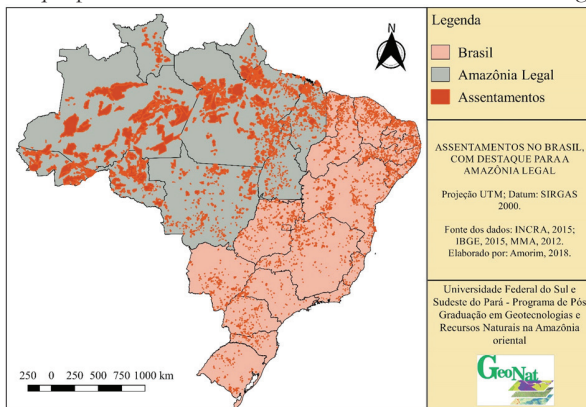 N
Legenda
Brasil
Amazônia Legal
Assentamentos
ASSENTAMENTOS NO BRASIL,
COM DESTAQUE PARA A
AMAZÔNIA LEGAL
Projeção UTM; Datum: SIRGAS
2000.
Fonte dos dados: INCRA, 2015;
IBGE, 2015, MMA, 2012.
Elaborado por: Amorim, 2018.
Universidade Federal do Sul e
Sudeste do Pará - Programa de Pós
Graduação em Geotecnologias e
Recursos Naturais na Amazônia
oriental
GeoNat
250 0 250 500 750 1000 km